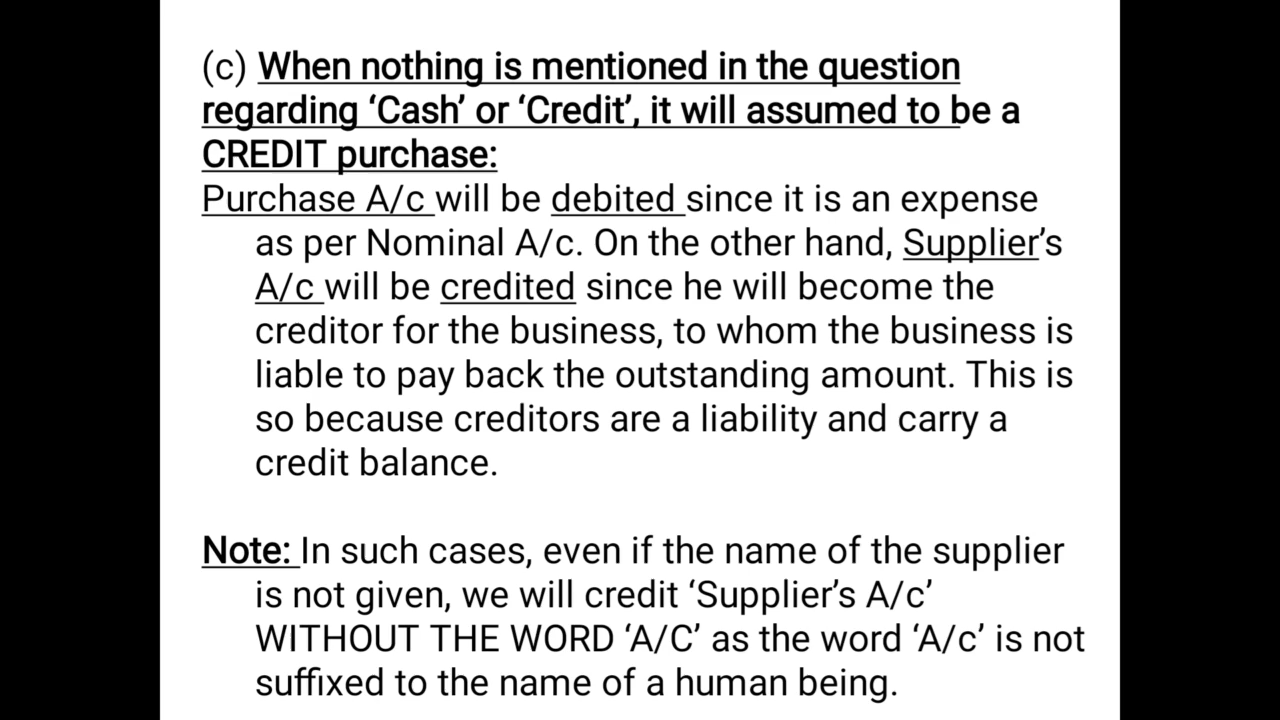 (c) When nothing is mentioned in the question
regarding ‘Cash’ or ‘Credit’, it will assumed to be a
CREDIT purchase:
Purchase A/c will be debited since it is an expense
as per Nominal A/c. On the other hand, Supplier’s
A/c will be credited since he will become the
creditor for the business, to whom the business is
liable to pay back the outstanding amount. This is
so because creditors are a liability and carry a
credit balance.
Note: In such cases, even if the name of the supplier
is not given, we will credit ‘Supplier’s A/c’
WITHOUT THE WORD ‘A/C’ as the word ‘A/c’ is not
suffixed to the name of a human being.